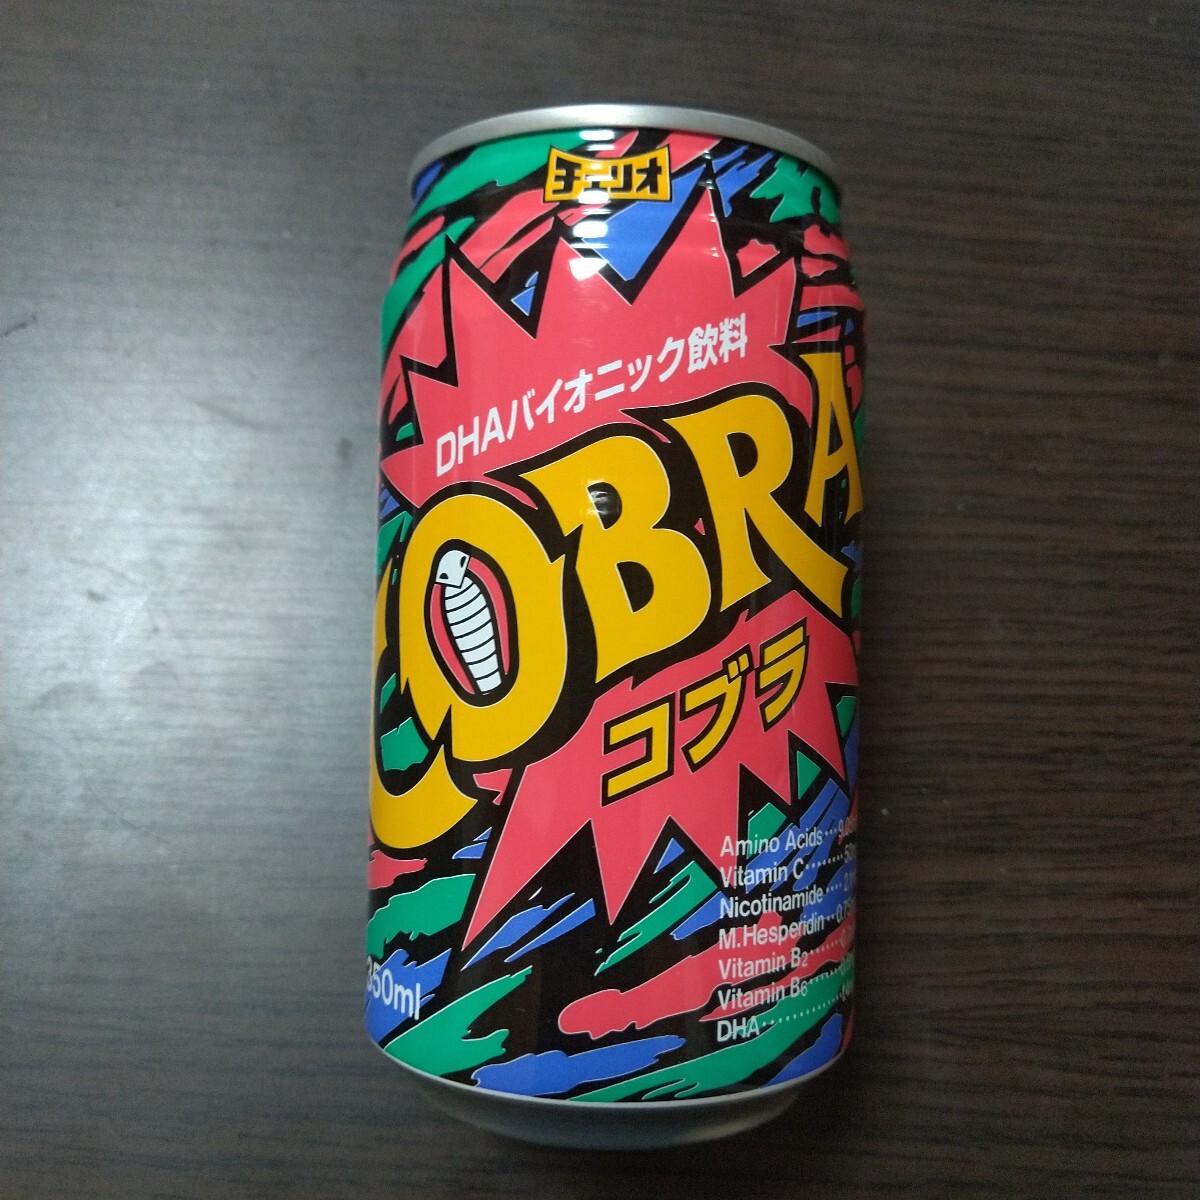 チェリオ
DHAバイオニック飲料
COBRA
コブラ
Amino Acids
Vitamin C
Nicotinamide
M.Hesperidin
Vitamin B2
Vitamin B6
DHA
350ml